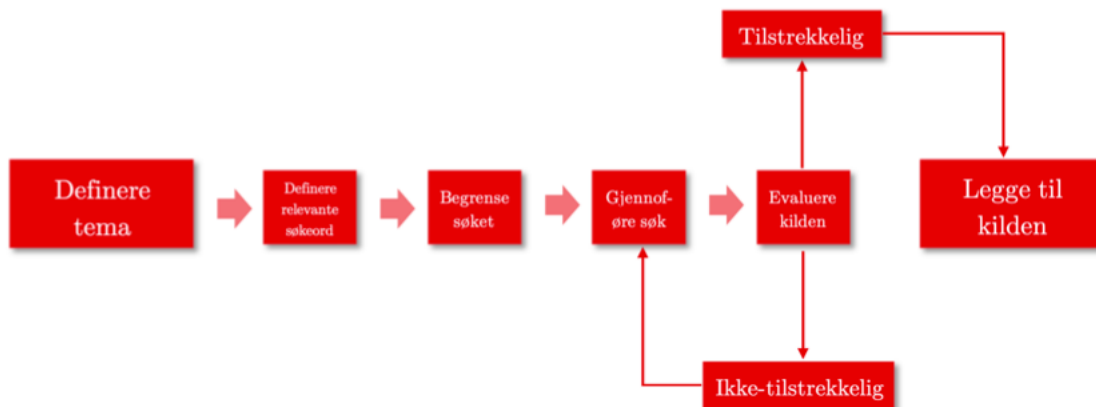 Tilstrekkelig
Definere
tema
Definere
relevante
søkeord
Begrense
søket
Gjennof-
øre søk
Evaluere
kilden
Legge til
kilden
Ikke-tilstrekkelig